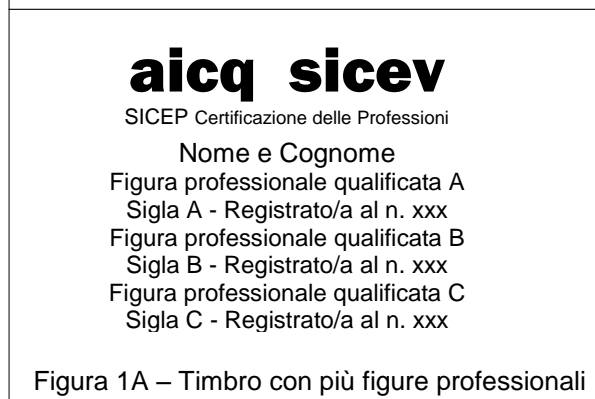 aicq sicev
SICEP Certificazione delle Professioni
Nome e Cognome
Figura professionale qualificata A
Sigla A - Registrato/a al n. xxx
Figura professionale qualificata B
Sigla B - Registrato/a al n. xxx
Figura professionale qualificata C
Sigla C - Registrato/a al n. xxx
Figura 1A – Timbro con più figure professionali